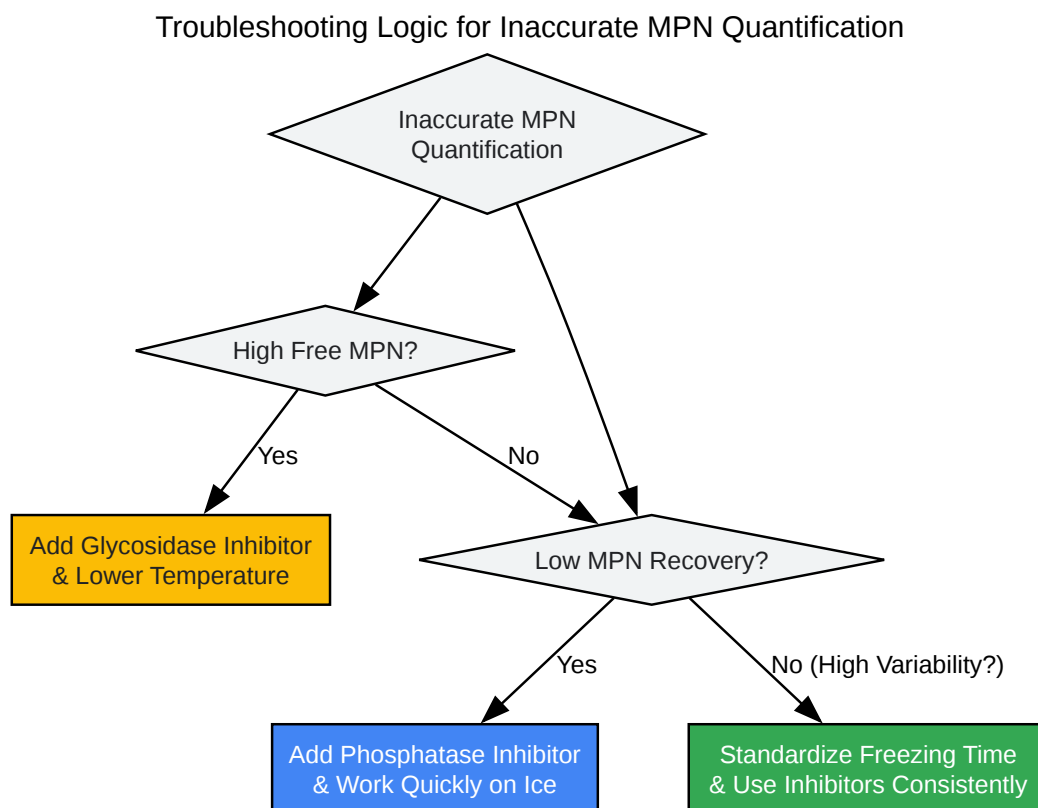 Troubleshooting Logic for Inaccurate MPN Quantification
Inaccurate MPN
Quantification
High Free MPN?
Yes
No
Add Glycosidase Inhibitor
& Lower Temperature
Low MPN Recovery?
Yes
No (High Variability?)
Add Phosphatase Inhibitor
& Work Quickly on Ice
Standardize Freezing Time
& Use Inhibitors Consistently